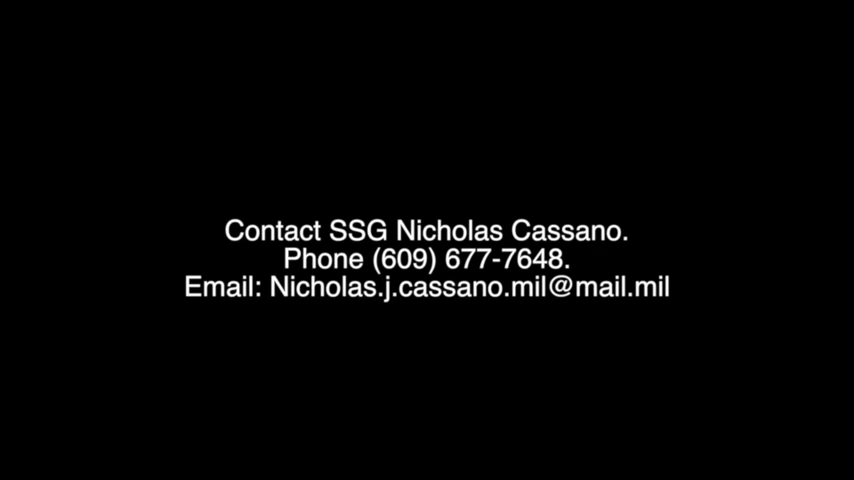 Contact SSG Nicholas Cassano.
Phone (609) 677-7648.
Email: Nicholas.j.cassano.mil@mail.mil